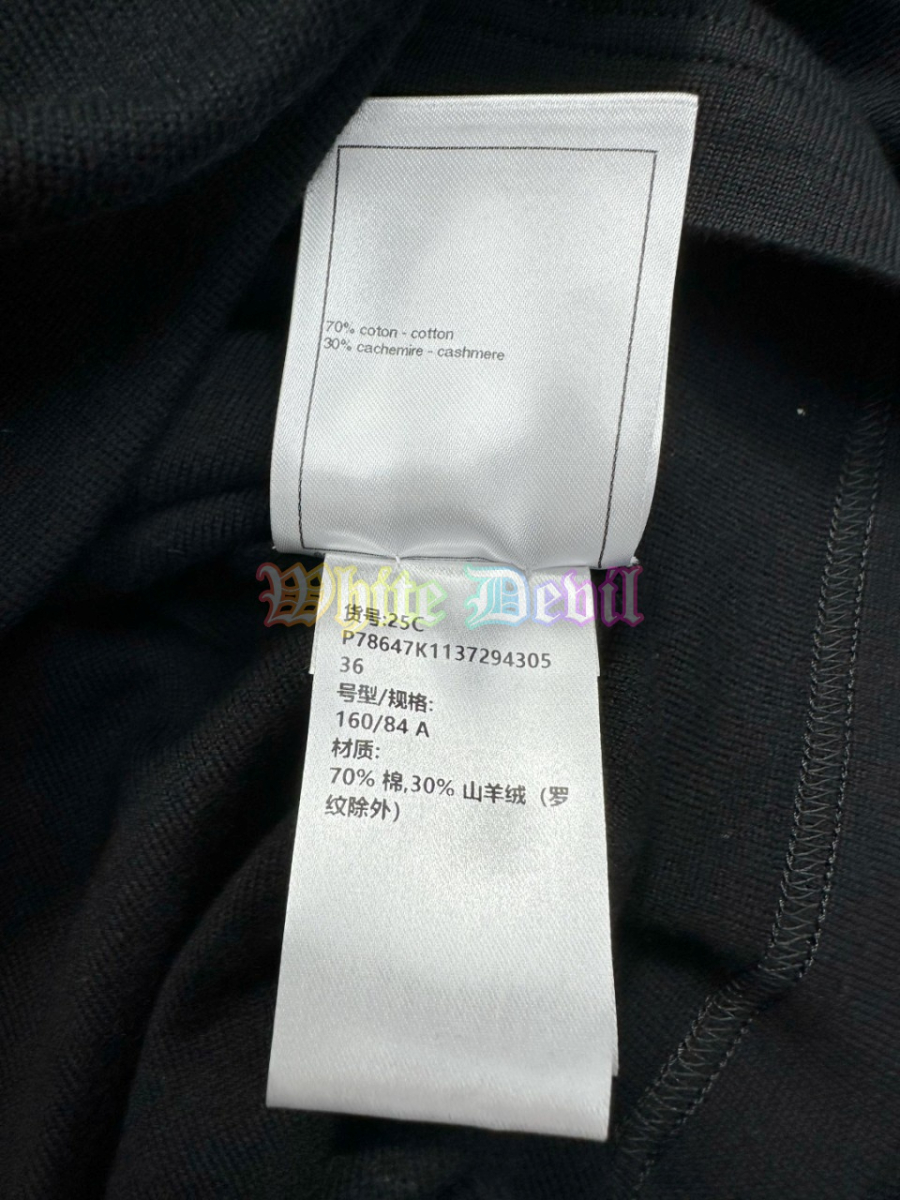 70% coton - cotton
30% cachemire - cashmere
White Devil
货号:25C
P78647K1137294305
36
号型/规格:
160/84 A
材质:
70% 棉,30% 山羊绒（罗
纹除外）